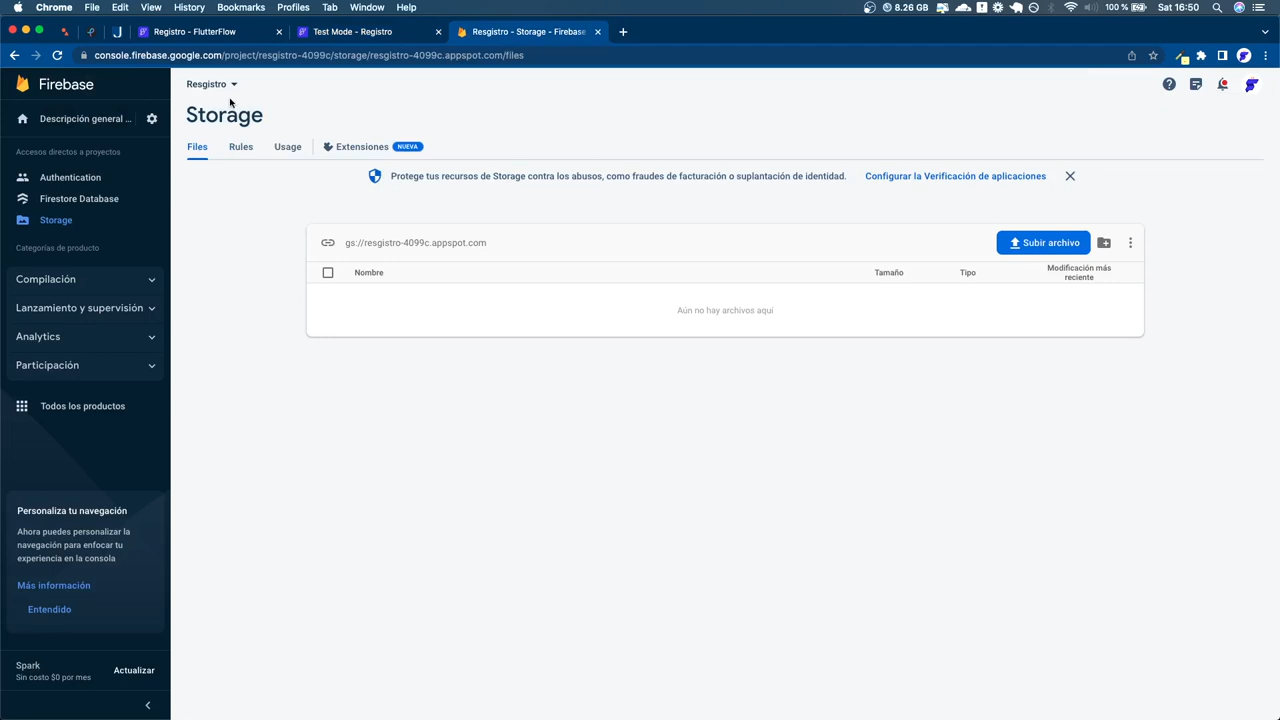 Chrome File Edit View History Bookmarks Profiles Tab Window Help 8.26 GB 100 % Sat 16:50
Registro - FlutterFlow
Test Mode - Registro
Resgistro - Storage - Firebase
console.firebase.google.com/project/resgistro-4099c/storage/resgistro-4099c.appspot.com/files
Firebase
Descripción general ...
Accesos directos a proyectos
Authentication
Firestore Database
Storage
Categorías de producto
Compilación
Lanzamiento y supervisión
Analytics
Participación
Todos los productos
Personaliza tu navegación
Ahora puedes personalizar la
navegación para enfocar tu
experiencia en la consola
Más información
Entendido
Spark
Sin costo $0 por mes
Actualizar
Resgistro
Storage
Files Rules Usage Extensiones NUEVA
Protege tus recursos de Storage contra los abusos, como fraudes de facturación o suplantación de identidad. Configurar la Verificación de aplicaciones
gs://resgistro-4099c.appspot.com
Subir archivo
Nombre Tamaño Tipo Modificación más
reciente
Aún no hay archivos aquí